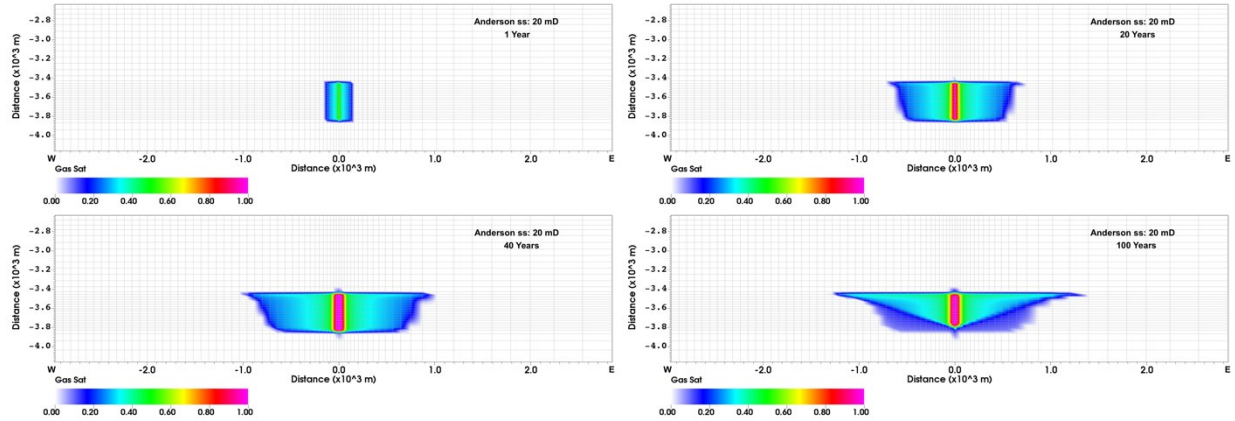 Anderson ss: 20 mD
1 Year
Distance (x10^3 m)
-2.8
-3.0
-3.2
-3.4
-3.6
-3.8
-4.0
W -2.0 -1.0 0.0 1.0 2.0 E
Distance (x10^3 m)
Gas Sat
0.00 0.20 0.40 0.60 0.80 1.00
Anderson ss: 20 mD
20 Years
Distance (x10^3 m)
-2.8
-3.0
-3.2
-3.4
-3.6
-3.8
-4.0
W -2.0 -1.0 0.0 1.0 2.0 E
Distance (x10^3 m)
Gas Sat
0.00 0.20 0.40 0.60 0.80 1.00
Anderson ss: 20 mD
40 Years
Distance (x10^3 m)
-2.8
-3.0
-3.2
-3.4
-3.6
-3.8
-4.0
W -2.0 -1.0 0.0 1.0 2.0 E
Distance (x10^3 m)
Gas Sat
0.00 0.20 0.40 0.60 0.80 1.00
Anderson ss: 20 mD
100 Years
Distance (x10^3 m)
-2.8
-3.0
-3.2
-3.4
-3.6
-3.8
-4.0
W -2.0 -1.0 0.0 1.0 2.0 E
Distance (x10^3 m)
Gas Sat
0.00 0.20 0.40 0.60 0.80 1.00